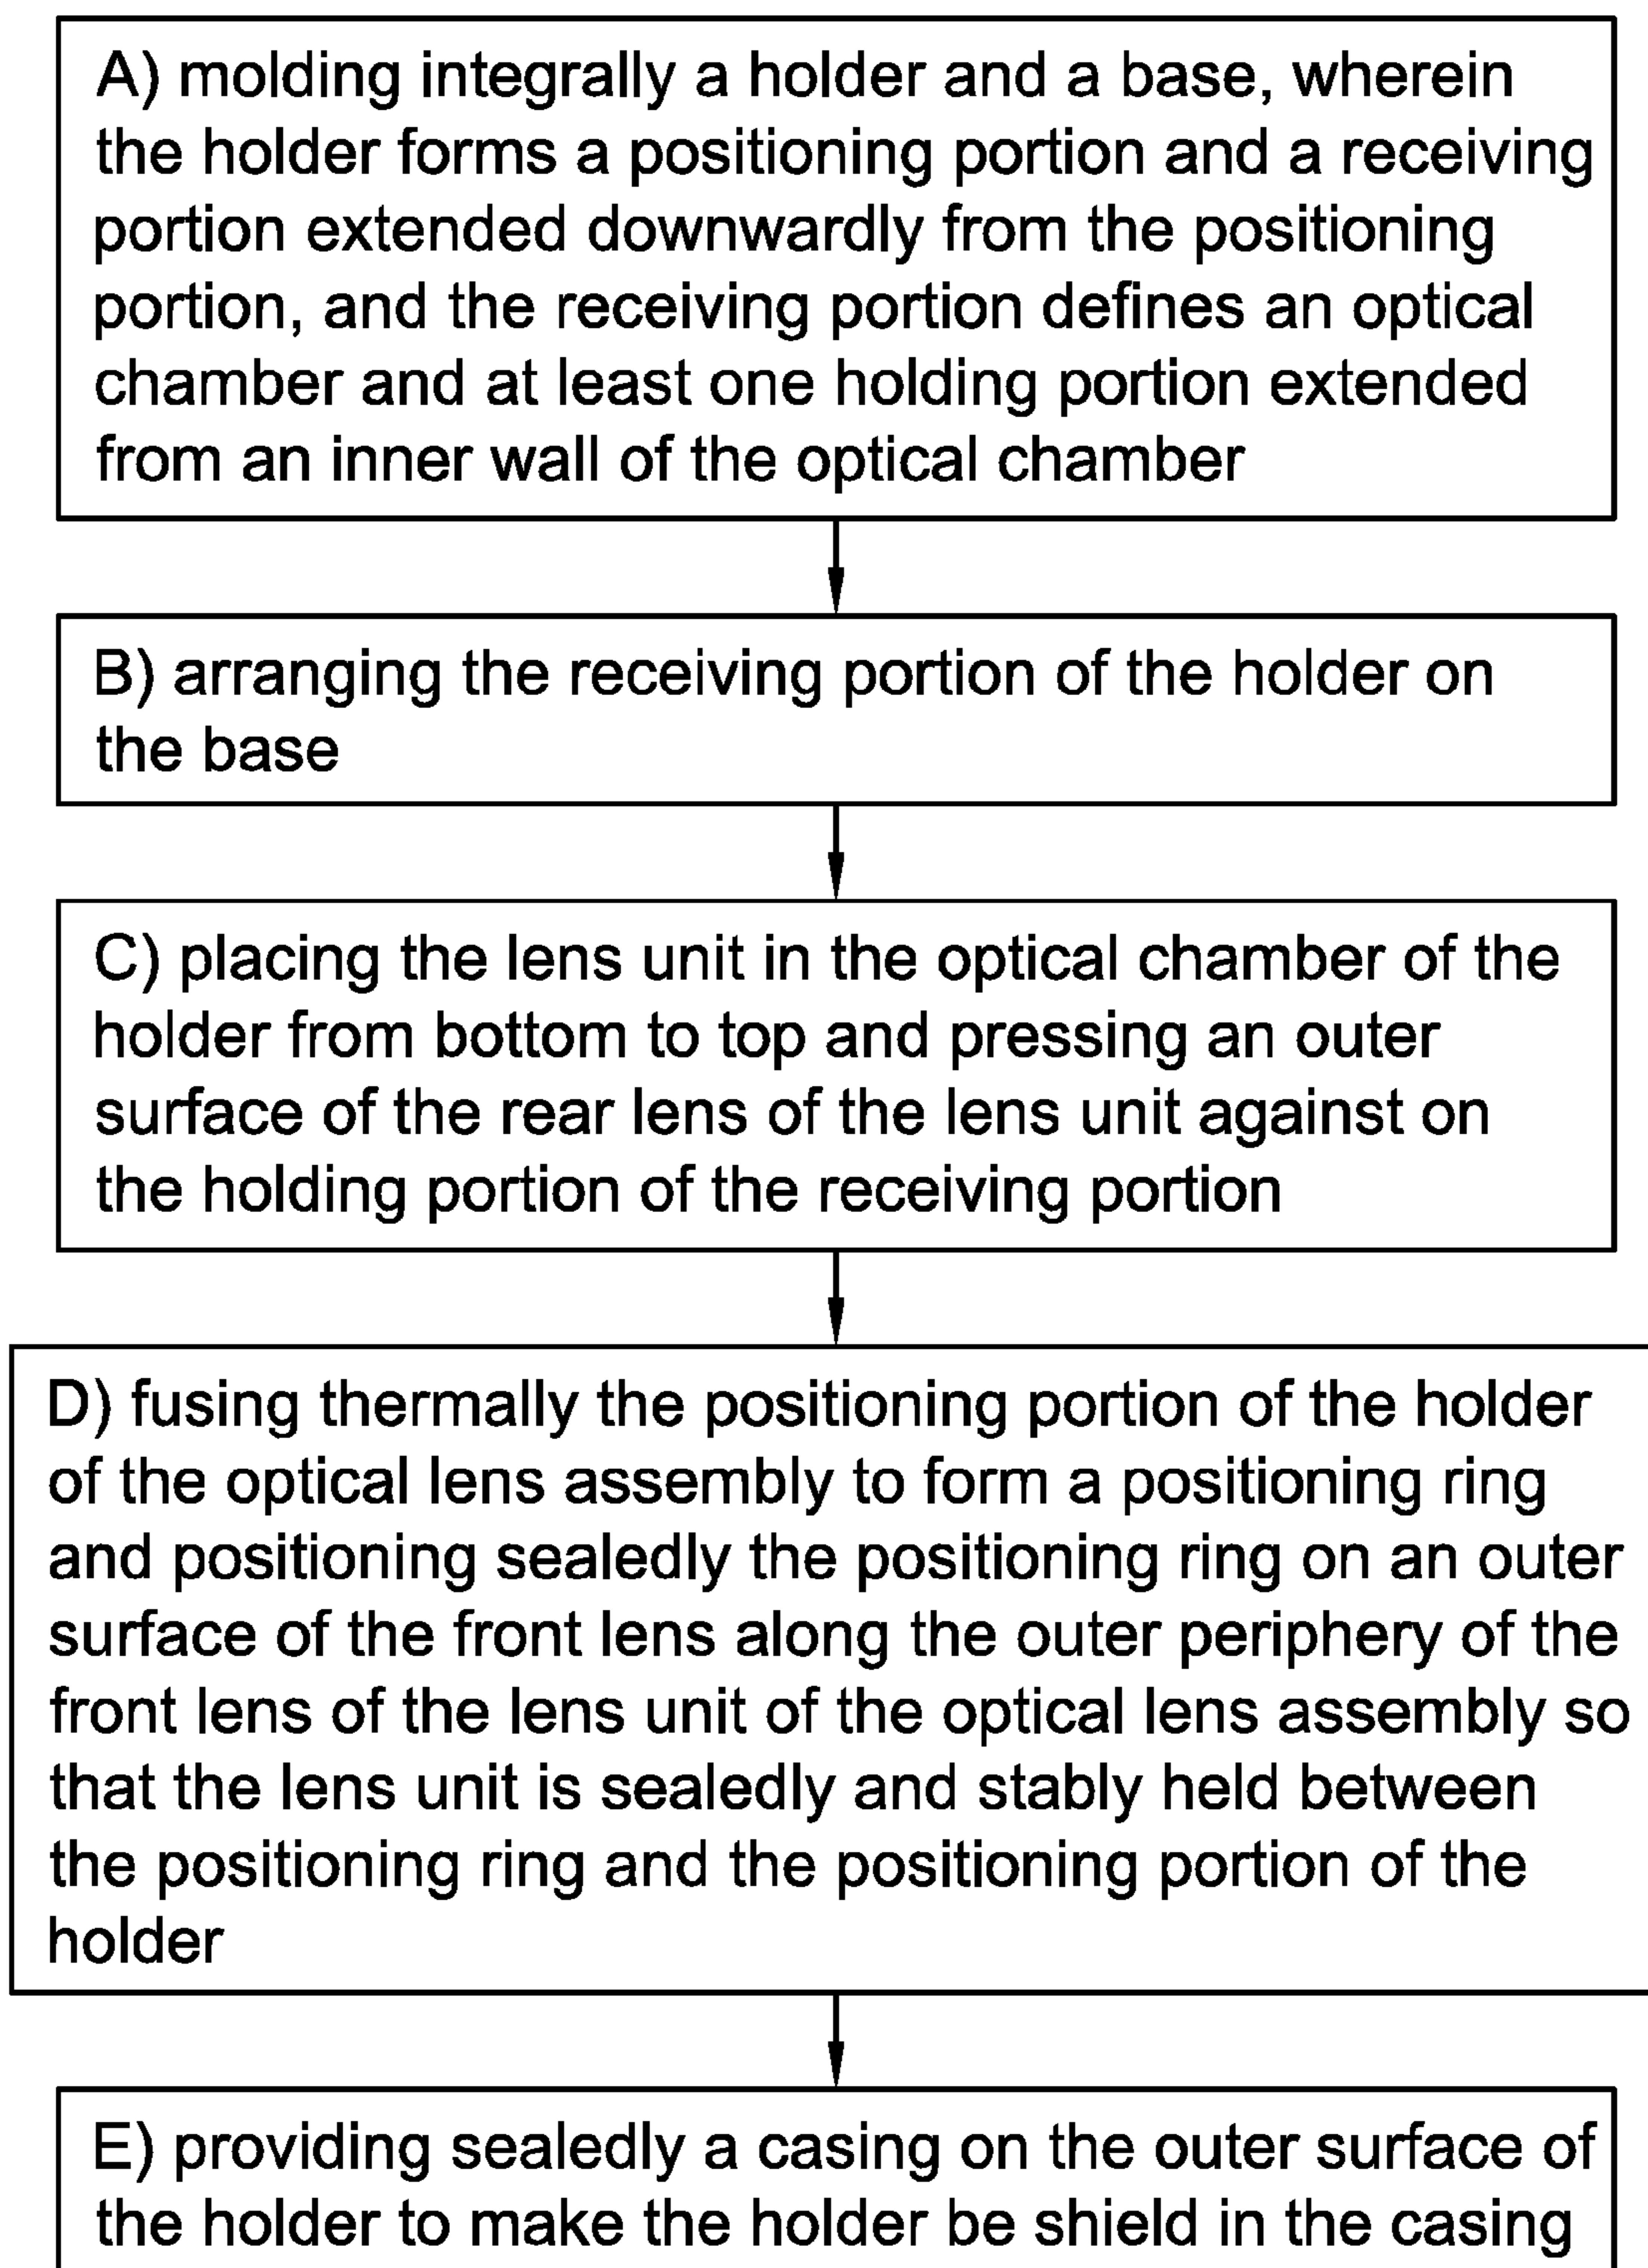 A) molding integrally a holder and a base, wherein
the holder forms a positioning portion and a receiving
portion extended downwardly from the positioning
portion, and the receiving portion defines an optical
chamber and at least one holding portion extended
from an inner wall of the optical chamber
B) arranging the receiving portion of the holder on
the base
C) placing the lens unit in the optical chamber of the
holder from bottom to top and pressing an outer
surface of the rear lens of the lens unit against on
the holding portion of the receiving portion
D) fusing thermally the positioning portion of the holder
of the optical lens assembly to form a positioning ring
and positioning sealedly the positioning ring on an outer
surface of the front lens along the outer periphery of the
front lens of the lens unit of the optical lens assembly so
that the lens unit is sealedly and stably held between
the positioning ring and the positioning portion of the
holder
E) providing sealedly a casing on the outer surface of
the holder to make the holder be shield in the casing